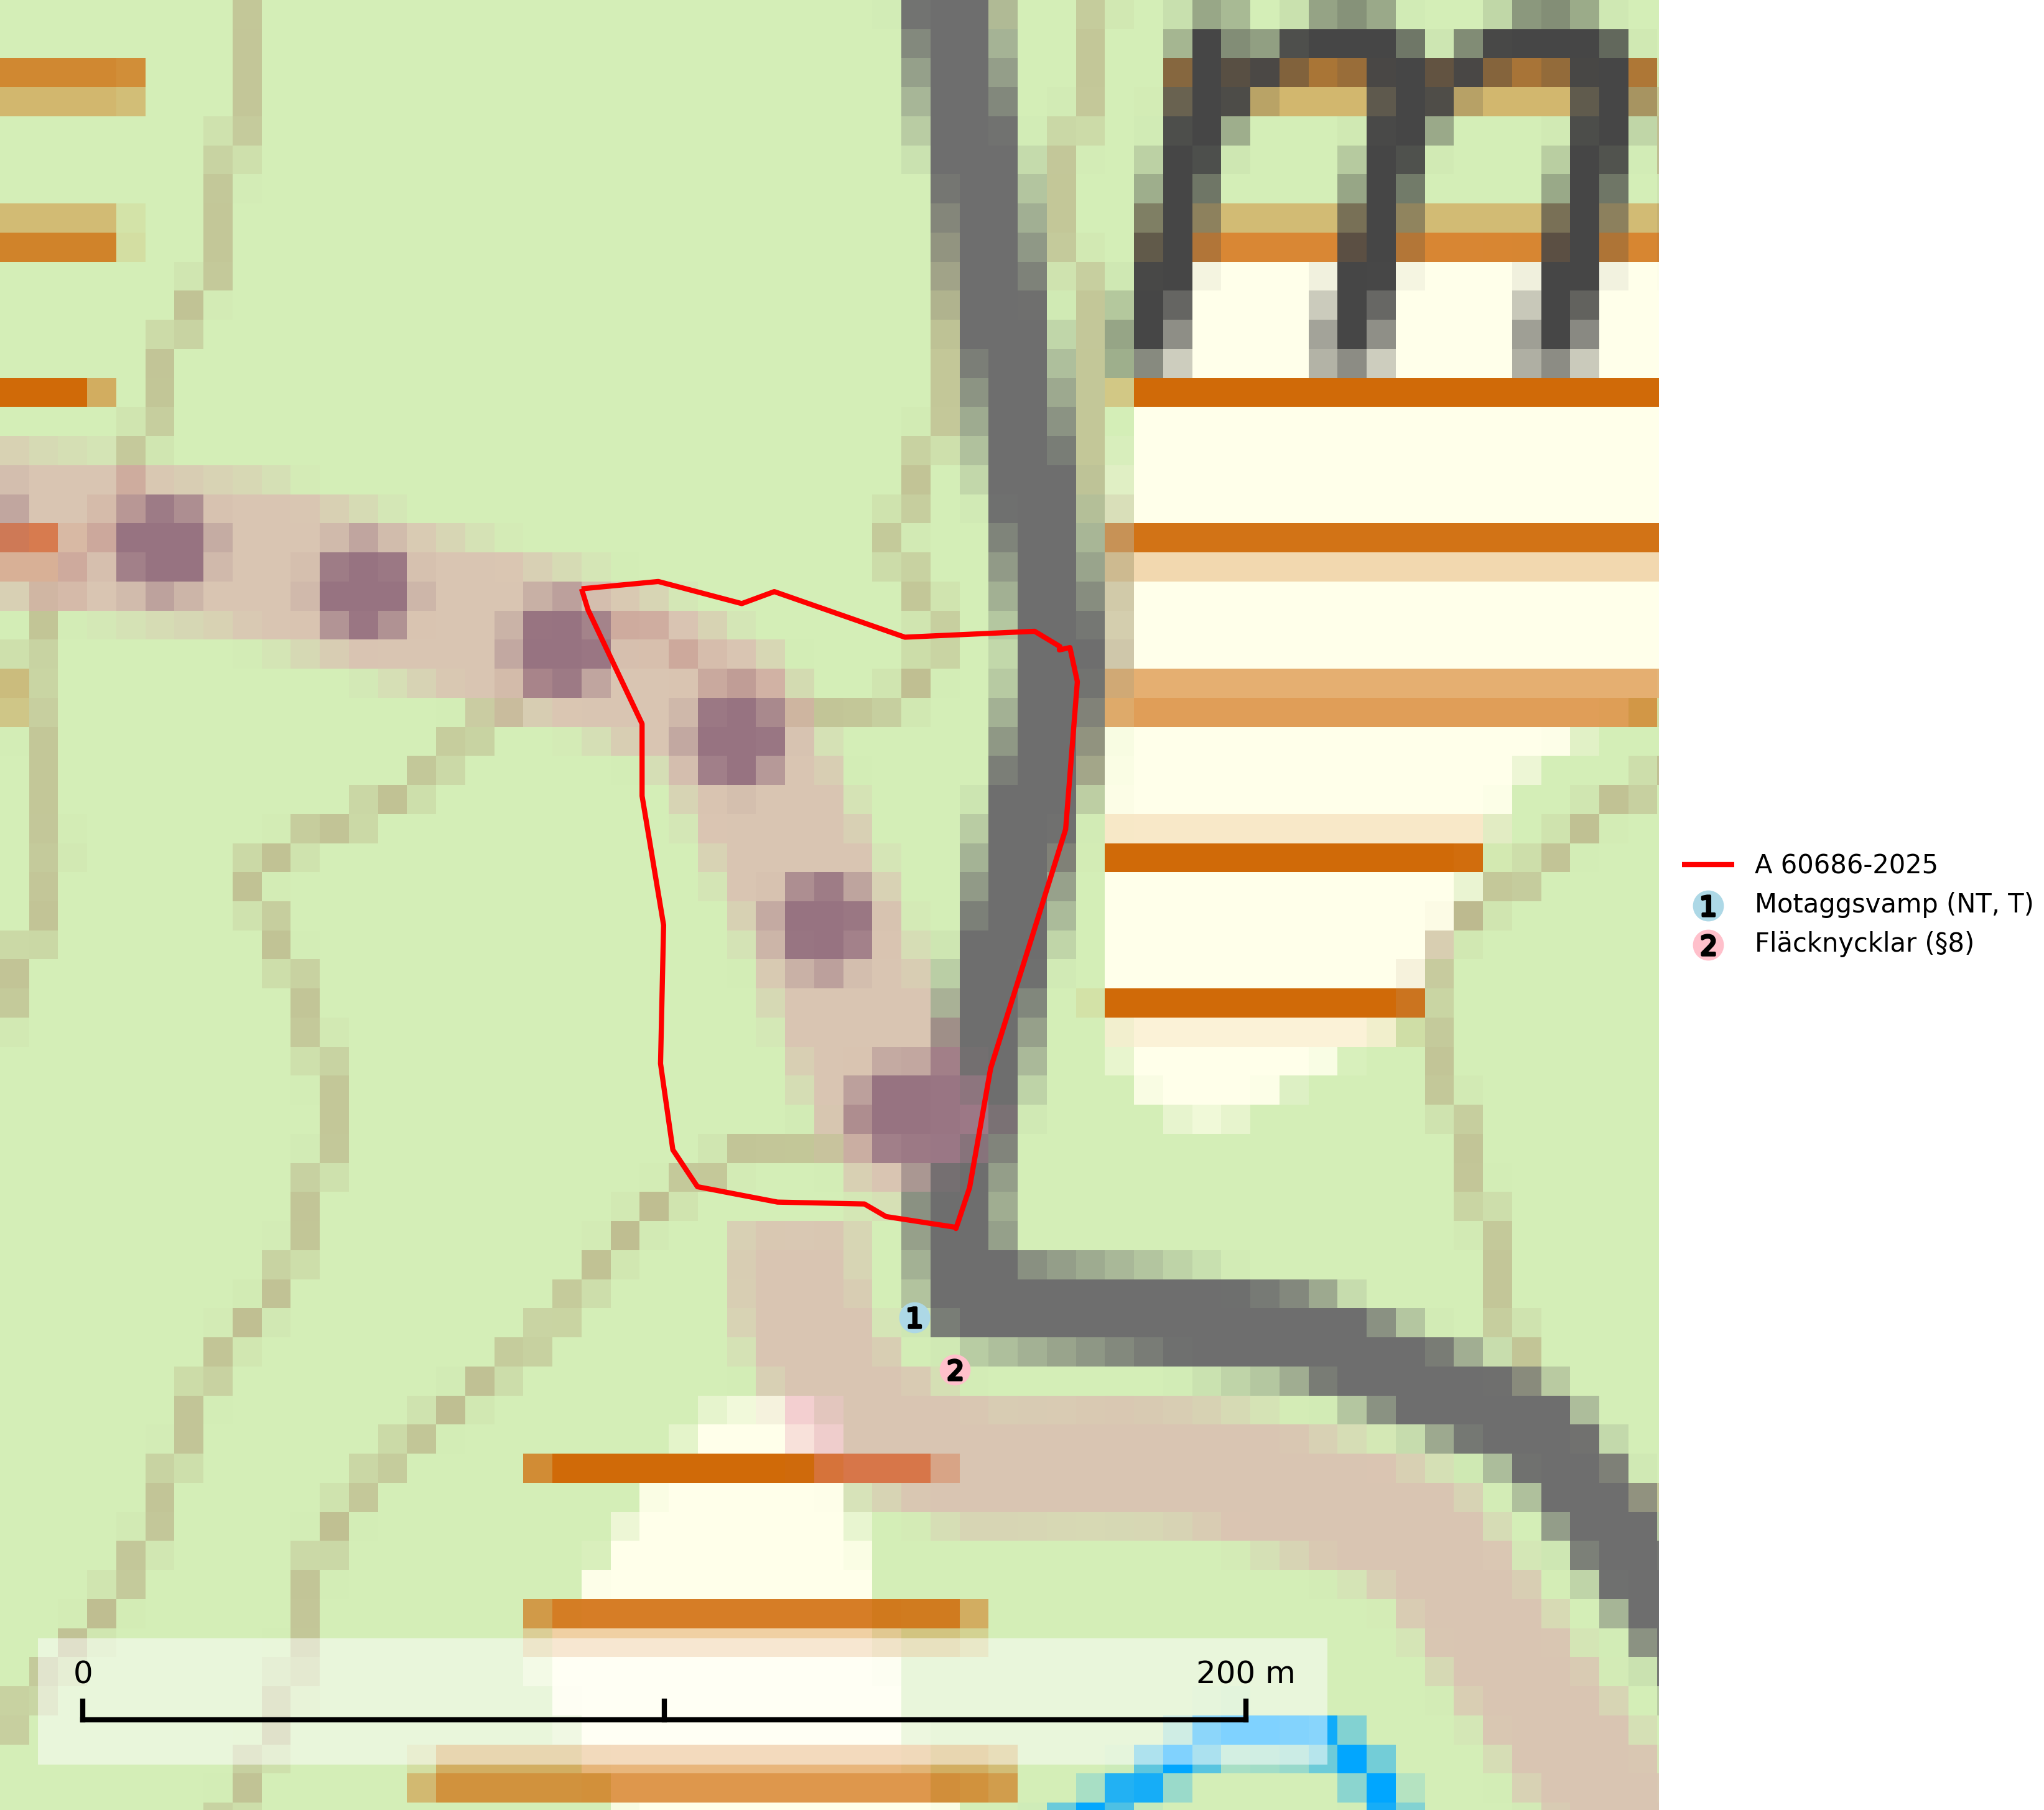 A 60686-2025
1 Motaggsvamp (NT, T)
2 Fläcknycklar (§8)
1
2
0 200 m